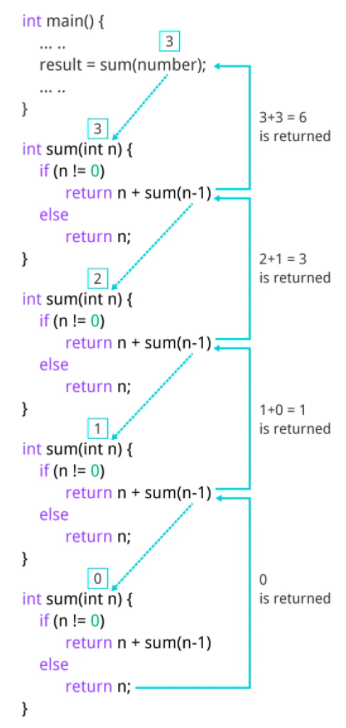 int main() {
... ..
3
result = sum(number);
... ..
}
3+3 = 6
is returned
3
int sum(int n) {
if (n != 0)
return n + sum(n-1)
else
return n;
}
2+1 = 3
is returned
2
int sum(int n) {
if (n != 0)
return n + sum(n-1)
else
return n;
}
1+0 = 1
is returned
1
int sum(int n) {
if (n != 0)
return n + sum(n-1)
else
return n;
}
0
is returned
0
int sum(int n) {
if (n != 0)
return n + sum(n-1)
else
return n;
}